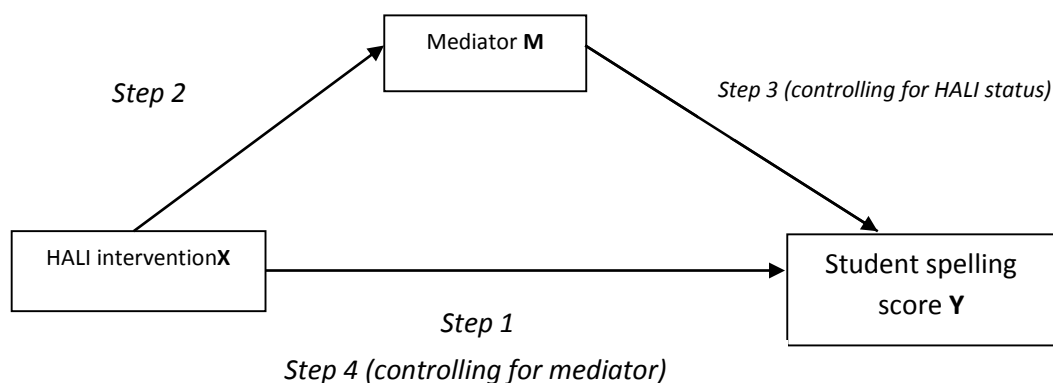 Mediator M
Step 2
Step 3 (controlling for HALI status)
HALI interventionX
Student spelling
score Y
Step 1
Step 4 (controlling for mediator)